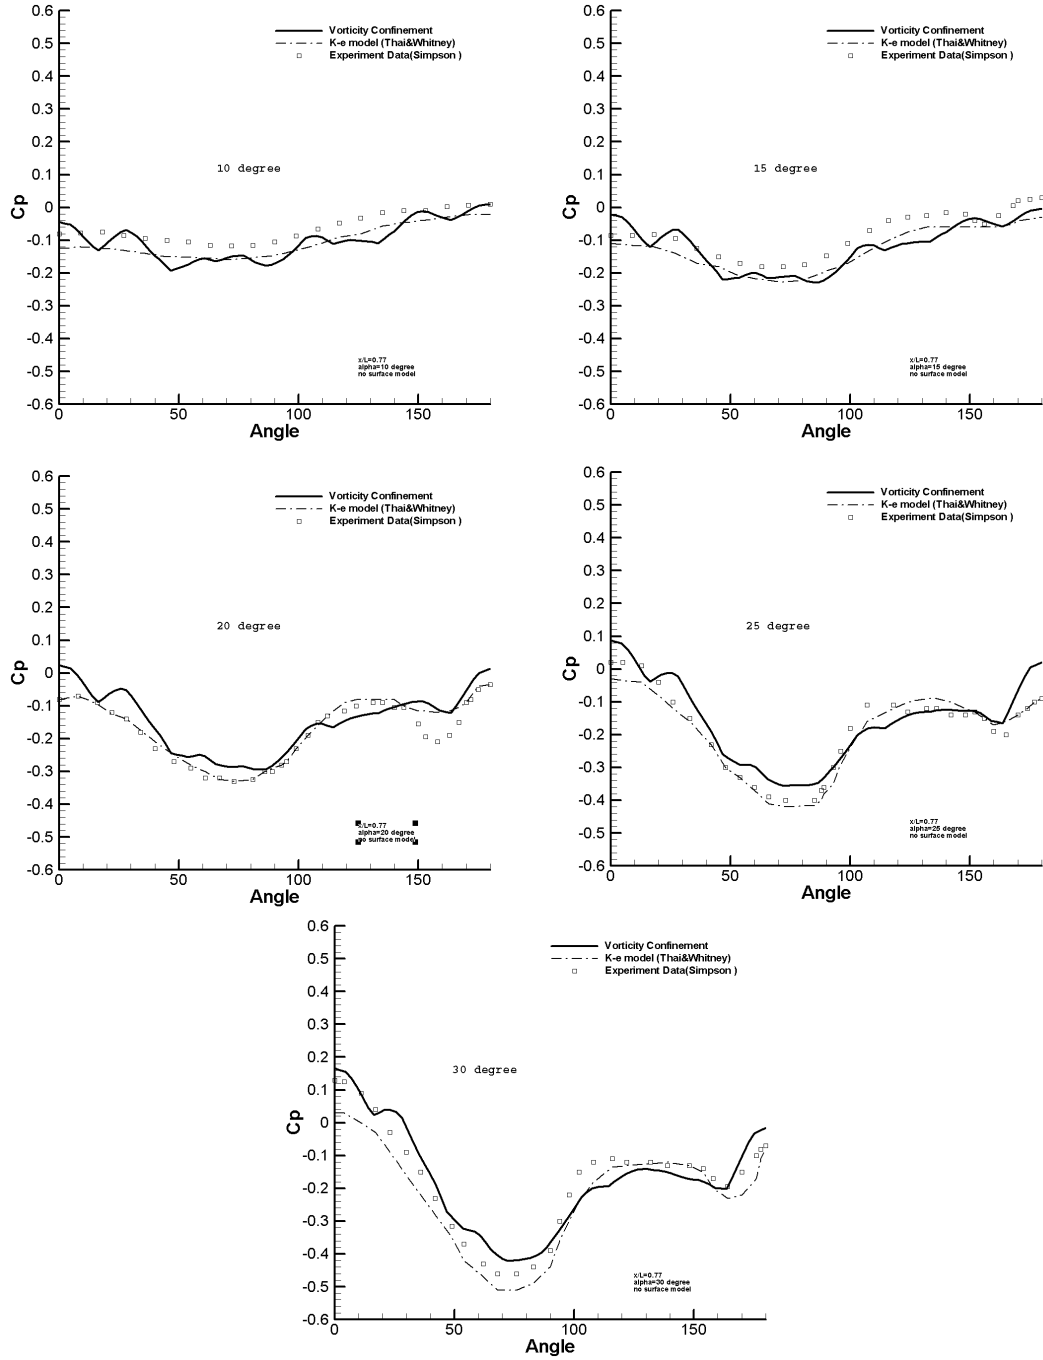 0.6
0.5
0.4
0.3
0.2
0.1
0
-0.1
-0.2
-0.3
-0.4
-0.5
-0.6
Cp
0
50
100
150
Angle
Vorticity Confinement
K-e model (Thai&Whitney)
Experiment Data(Simpson )
10 degree
x/L=0.77
alpha=10 degree
no surface model
0.6
0.5
0.4
0.3
0.2
0.1
0
-0.1
-0.2
-0.3
-0.4
-0.5
-0.6
Cp
0
50
100
150
Angle
Vorticity Confinement
K-e model (Thai&Whitney)
Experiment Data(Simpson )
15 degree
x/L=0.77
alpha=15 degree
no surface model
0.6
0.5
0.4
0.3
0.2
0.1
0
-0.1
-0.2
-0.3
-0.4
-0.5
-0.6
Cp
0
50
100
150
Angle
Vorticity Confinement
K-e model (Thai&Whitney)
Experiment Data(Simpson )
20 degree
x/L=0.77
alpha=20 degree
no surface model
0.6
0.5
0.4
0.3
0.2
0.1
0
-0.1
-0.2
-0.3
-0.4
-0.5
-0.6
Cp
0
50
100
150
Angle
Vorticity Confinement
K-e model (Thai&Whitney)
Experiment Data(Simpson )
25 degree
x/L=0.77
alpha=25 degree
no surface model
0.6
0.5
0.4
0.3
0.2
0.1
0
-0.1
-0.2
-0.3
-0.4
-0.5
-0.6
Cp
0
50
100
150
Angle
Vorticity Confinement
K-e model (Thai&Whitney)
Experiment Data(Simpson )
30 degree
x/L=0.77
alpha=30 degree
no surface model